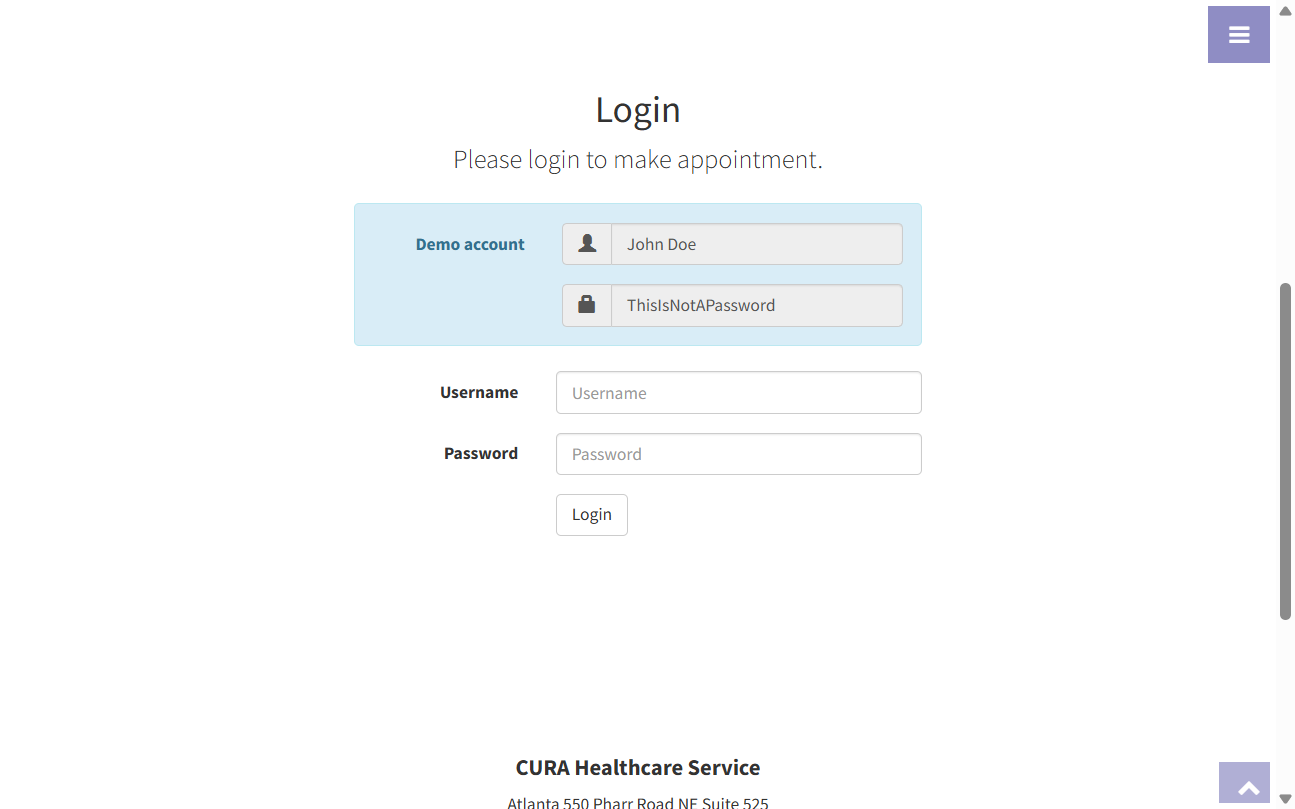 Login
Please login to make appointment.
Demo account
John Doe
ThisIsNotAPassword
Username
Username
Password
Password
Login
CURA Healthcare Service
Atlanta 550 Pharr Road NE Suite 525